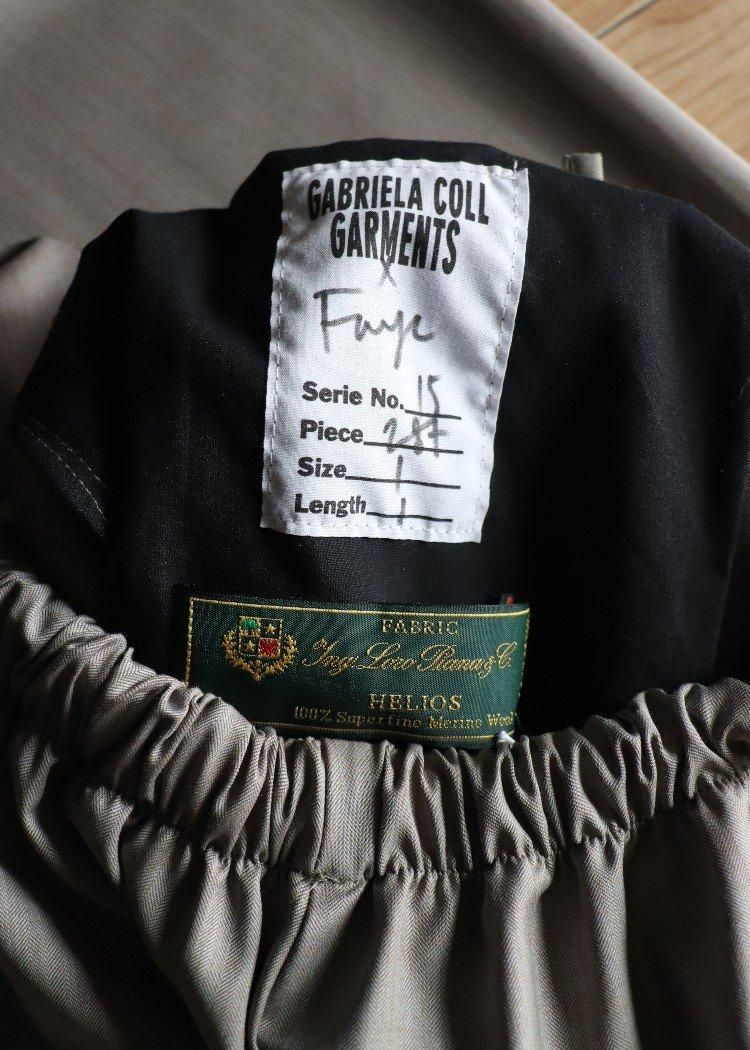 GABRIELA COLL
GARMENTS
X
Faye
Serie No. 15
Piece 287
Size 1
Length 1
FABRIC
Ing. Loro Piana & C.
HELIOS
100% Superfine Merino Wool